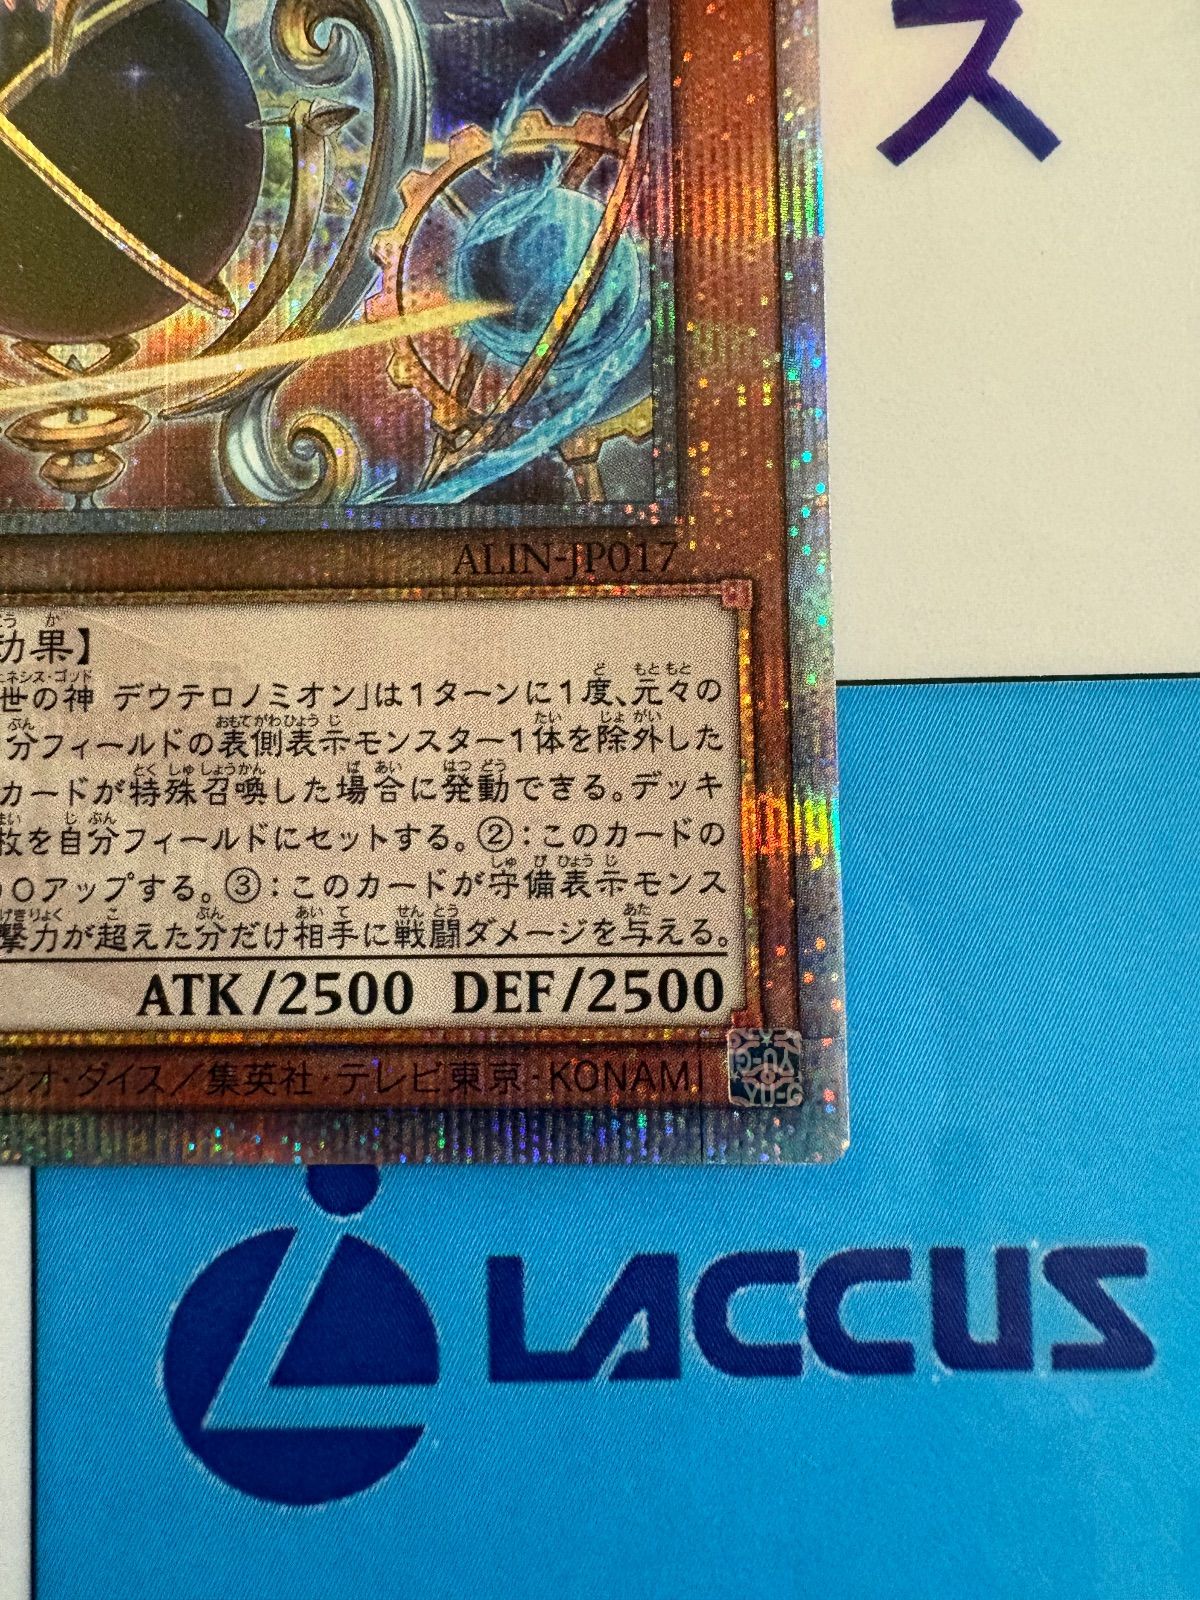 ス
ALIN-JP017
効果】
世の神 デウテロノミオン」は1ターンに1度、元々の
分フィールドの表側表示モンスター1体を除外した
カードが特殊召喚した場合に発動できる。デッキ
枚を自分フィールドにセットする。②：このカードの
００アップする。③：このカードが守備表示モンス
撃力が超えた分だけ相手に戦闘ダメージを与える。
ATK/2500 DEF/2500
ジオ・ダイス／集英社・テレビ東京・KONAMI
LACCUS